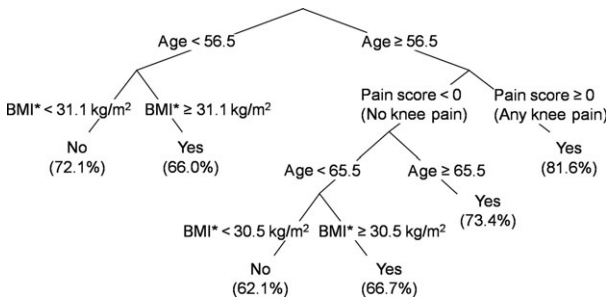 Age < 56.5 Age ≥ 56.5
BMI* < 31.1 kg/m² BMI* ≥ 31.1 kg/m² Pain score < 0 Pain score ≥ 0
(No knee pain) (Any knee pain)
No Yes Yes
(72.1%) (66.0%) (81.6%)
Age < 65.5 Age ≥ 65.5
Yes
(73.4%)
BMI* < 30.5 kg/m² BMI* ≥ 30.5 kg/m²
No Yes
(62.1%) (66.7%)